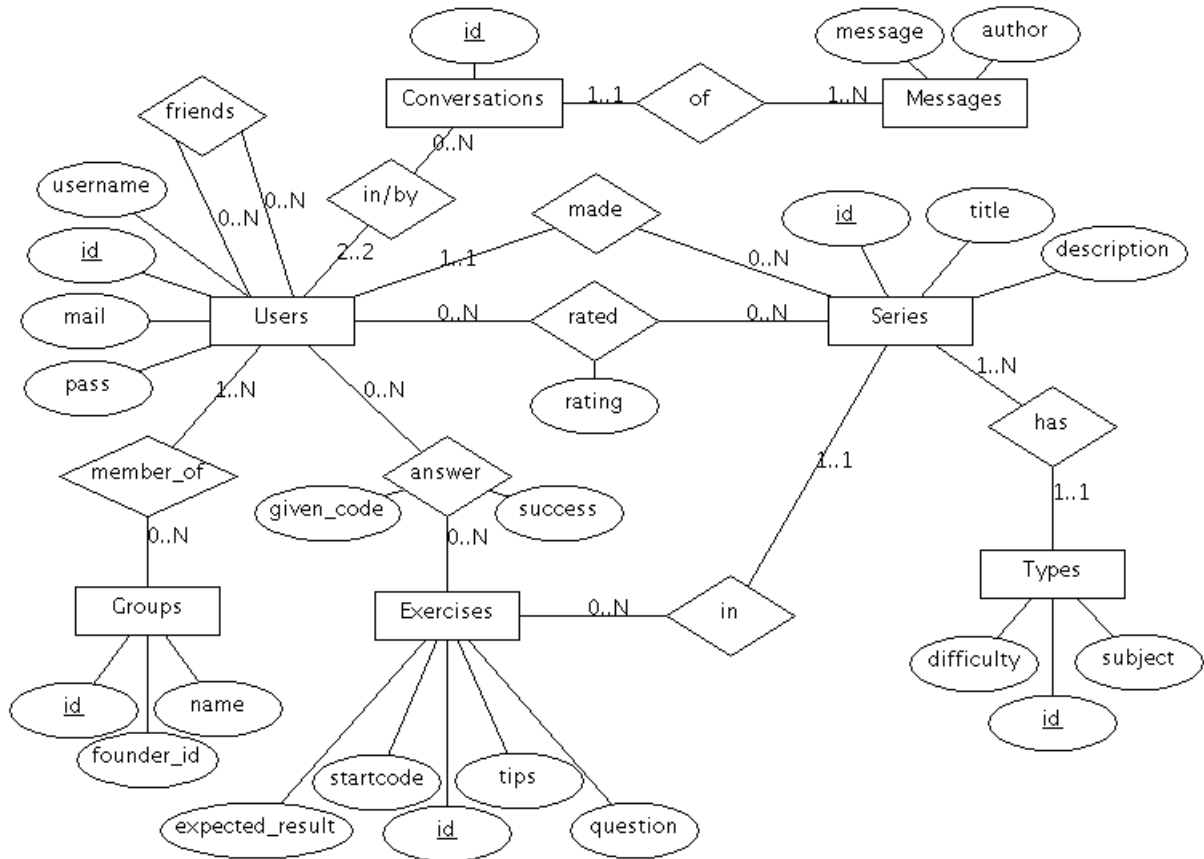 id
message
author
Conversations
1..1
of
1..N
Messages
friends
0..N
username
in/by
0..N
0..N
made
id
title
id
2..2
1..1
0..N
description
mail
Users
0..N
rated
0..N
Series
pass
1..N
0..N
rating
1..N
has
member_of
answer
1..1
given_code
success
1..1
0..N
0..N
Types
Groups
Exercises
0..N
in
difficulty
subject
id
name
id
founder_id
startcode
tips
expected_result
id
question